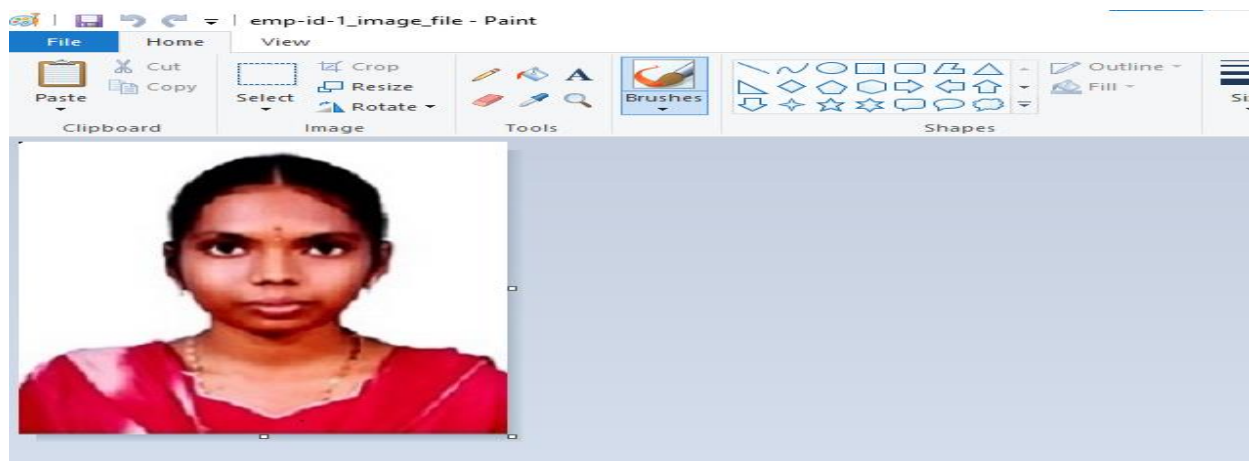 emp-id-1_image_file - Paint
File Home View
Cut Crop Outline
Copy Resize Fill
Paste Select Rotate Brushes
Clipboard Image Tools Shapes